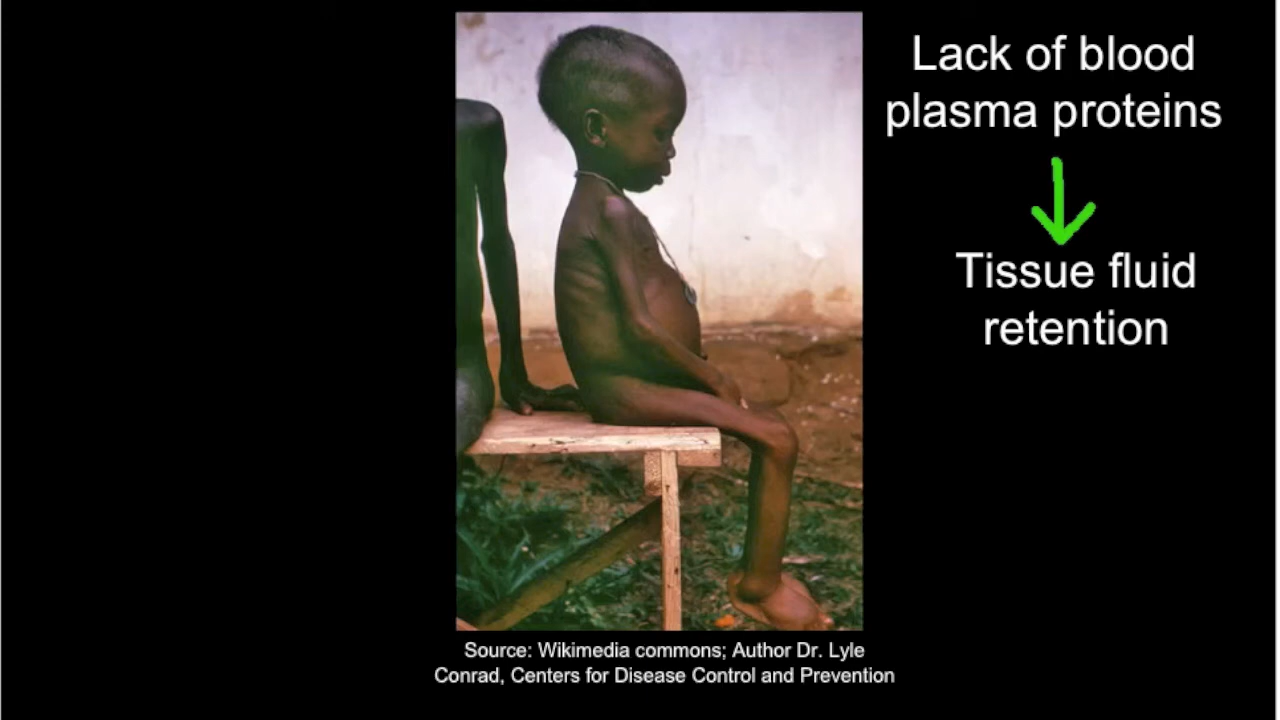 Lack of blood
plasma proteins
Tissue fluid
retention
Source: Wikimedia commons; Author Dr. Lyle
Conrad, Centers for Disease Control and Prevention